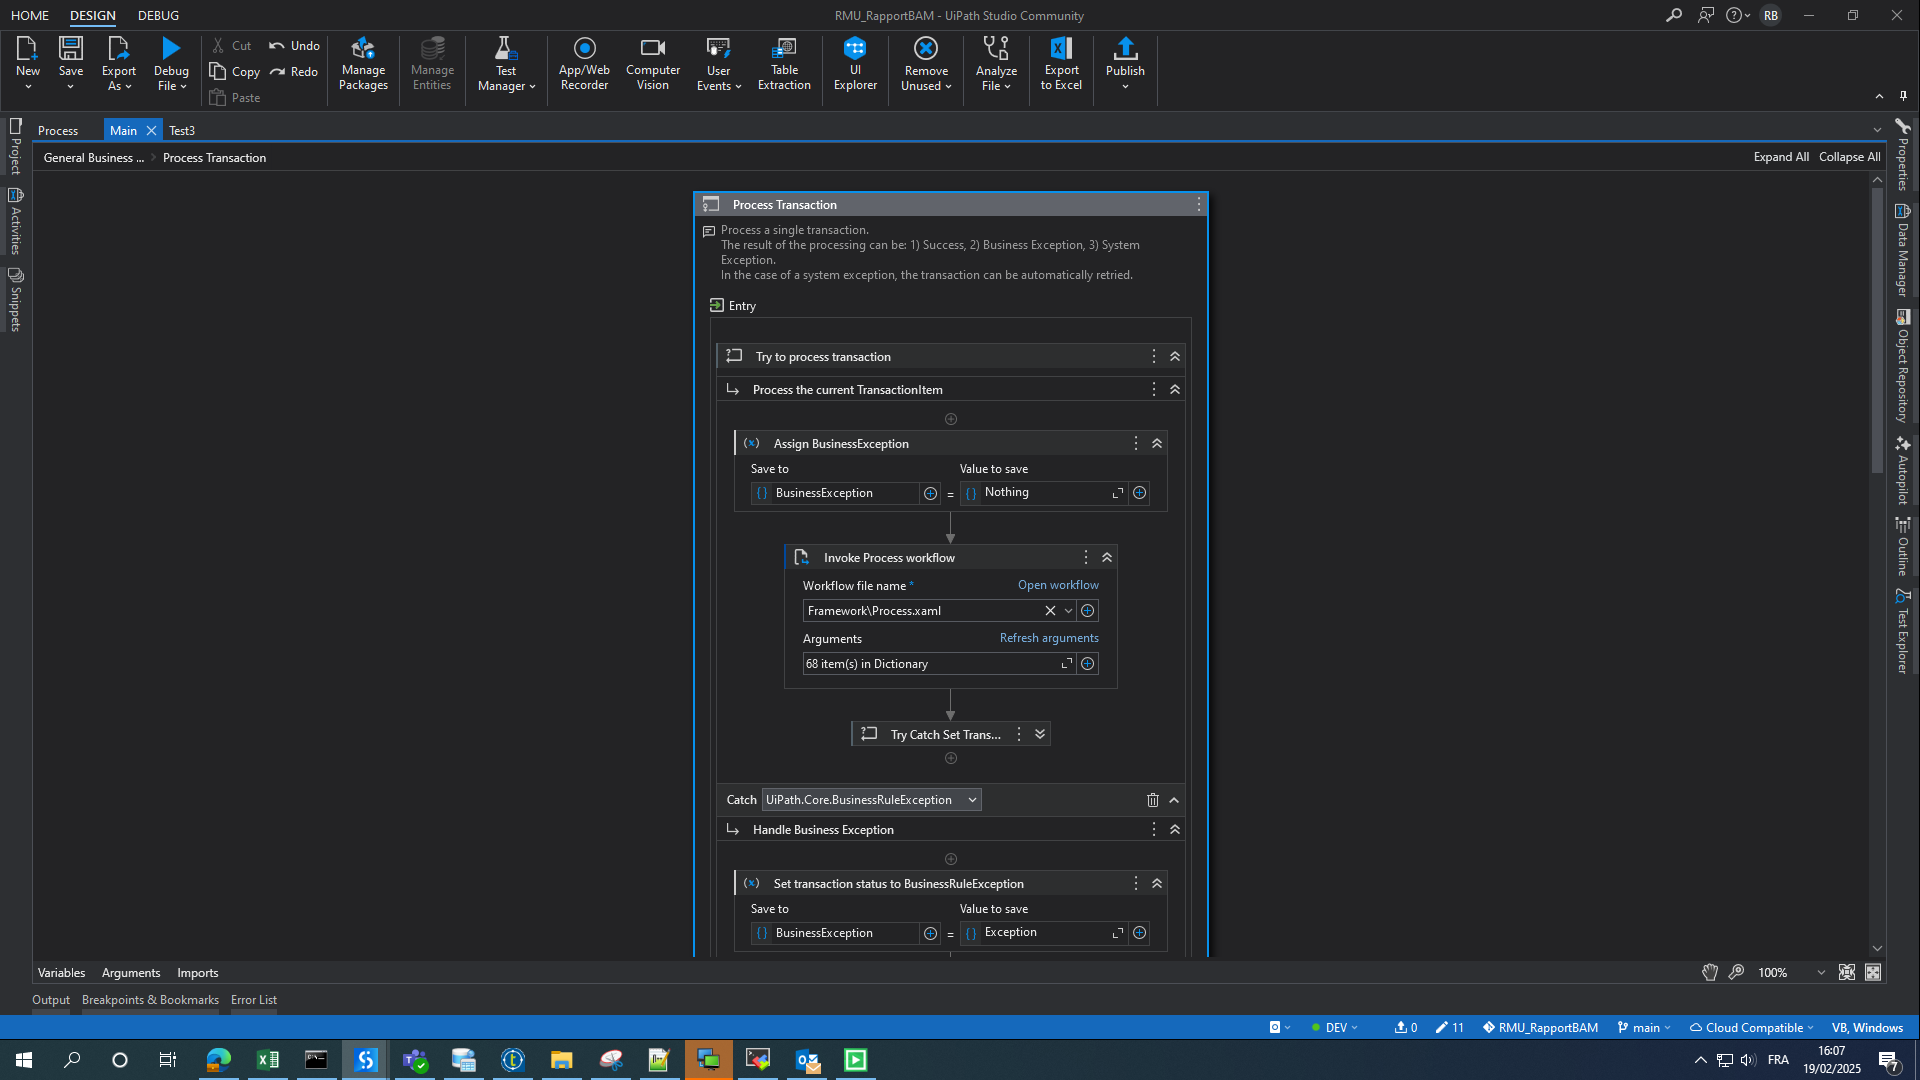 HOME
DESIGN
DEBUG
RMU_RapportBAM - UiPath Studio Community
RB
New
Save
Export As
Debug File
Cut
Copy
Paste
Undo
Redo
Manage Packages
Manage Entities
Test Manager
App/Web Recorder
Computer Vision
User Events
Table Extraction
UI Explorer
Remove Unused
Analyze File
Export to Excel
Publish
Process
Main
Test3
General Business ...
Process Transaction
Expand All
Collapse All
Project
Activities
Snippets
Process Transaction
Process a single transaction.
The result of the processing can be: 1) Success, 2) Business Exception, 3) System
Exception.
In the case of a system exception, the transaction can be automatically retried.
Entry
Try to process transaction
Process the current TransactionItem
Assign BusinessException
Save to
Value to save
BusinessException
=
Nothing
Invoke Process workflow
Workflow file name *
Open workflow
Framework\Process.xaml
Arguments
Refresh arguments
68 item(s) in Dictionary
Try Catch Set Trans...
Catch
UiPath.Core.BusinessRuleException
Handle Business Exception
Set transaction status to BusinessRuleException
Save to
Value to save
BusinessException
=
Exception
Properties
Data Manager
Object Repository
Autopilot
Outline
Test Explorer
Variables
Arguments
Imports
100%
Output
Breakpoints & Bookmarks
Error List
DEV
0
11
RMU_RapportBAM
main
Cloud Compatible
VB, Windows
FRA
16:07
19/02/2025
7